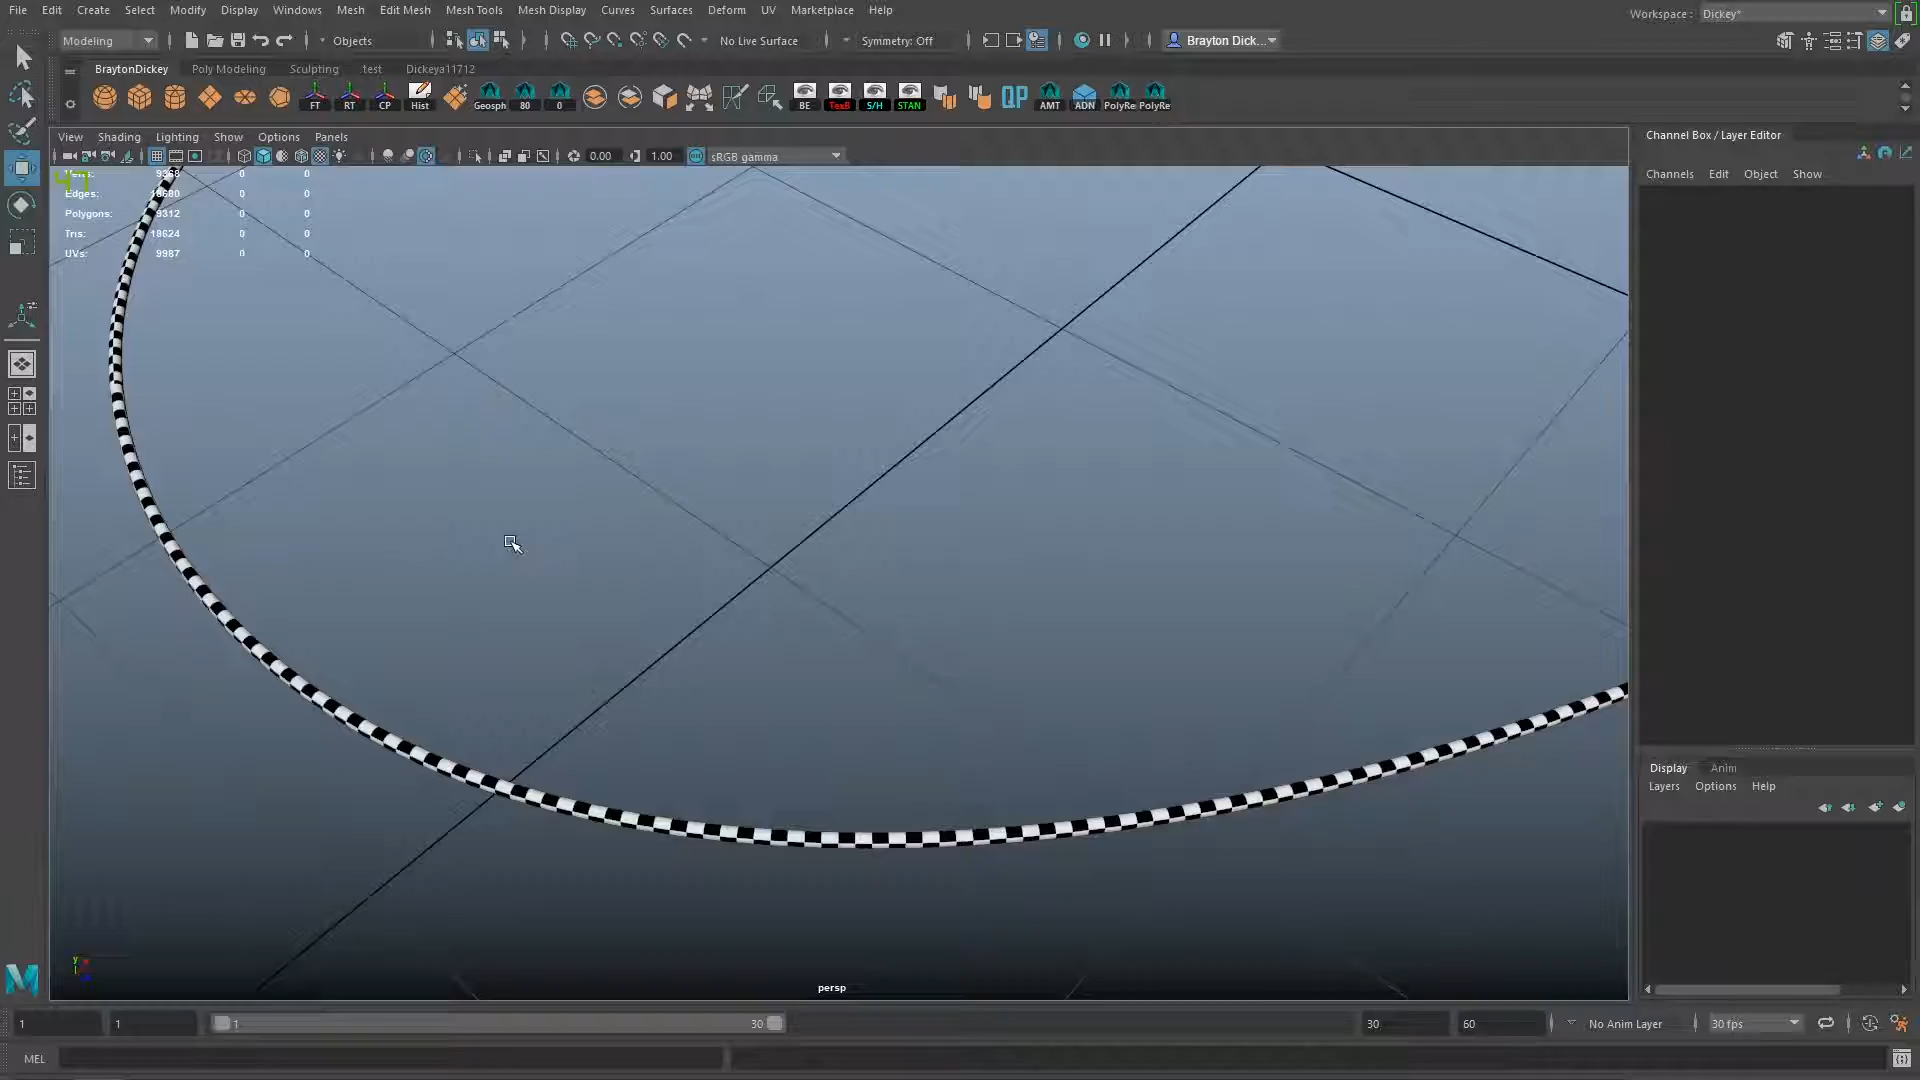 File Edit Create Select Modify Display Windows Mesh Edit Mesh Mesh Tools Mesh Display Curves Surfaces Deform UV Marketplace Help
Workspace : Dickey*
Modeling Objects No Live Surface Symmetry: Off Brayton Dick...
BraytonDickey Poly Modeling Sculpting test Dickeya11712
FT RT CP Hist Geosph 80 0 BE TexB S/H STAN QP AMT ADN PolyRe PolyRe
View Shading Lighting Show Options Panels
0.00 1.00 sRGB gamma
Channel Box / Layer Editor
Channels Edit Object Show
9368 0 0
Edges: 18680 0 0
Polygons: 9312 0 0
Tris: 18624 0 0
UVs: 9987 0 0
Display Anim
Layers Options Help
y
persp
1 1 1 30 30 60 No Anim Layer 30 fps
MEL